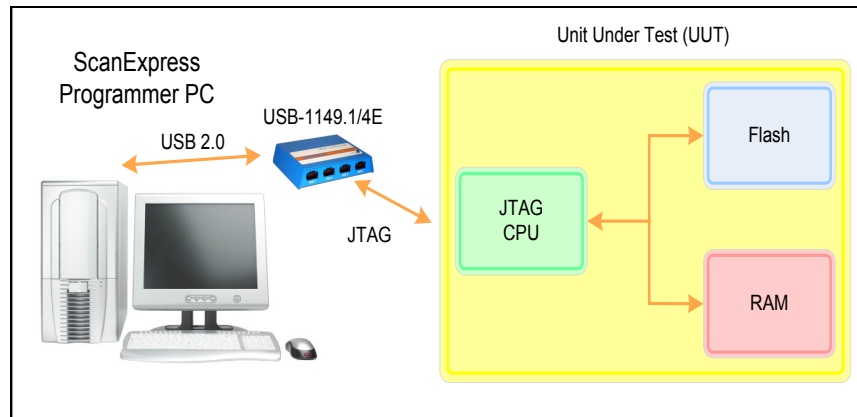 ScanExpress
Programmer PC
USB 2.0
USB-1149.1/4E
JTAG
Unit Under Test (UUT)
JTAG
CPU
Flash
RAM